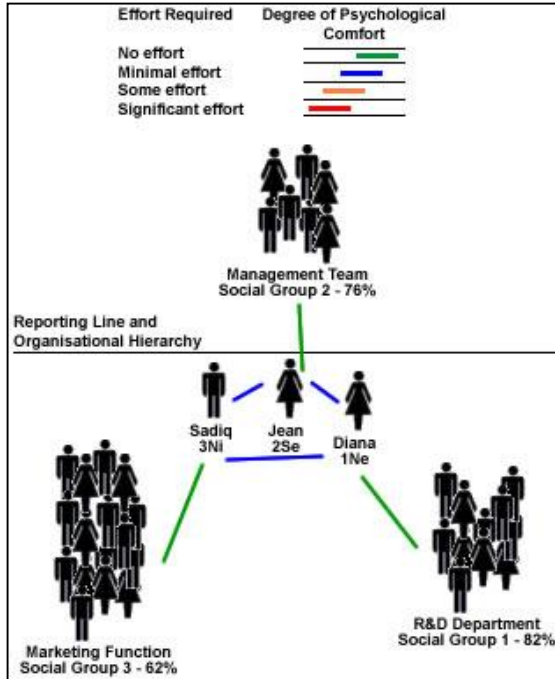 Effort Required
Degree of Psychological
Comfort
No effort
Minimal effort
Some effort
Significant effort
Management Team
Social Group 2 - 76%
Reporting Line and
Organisational Hierarchy
Sadiq
3Ni
Jean
2Se
Diana
1Ne
Marketing Function
Social Group 3 - 62%
R&D Department
Social Group 1 - 82%